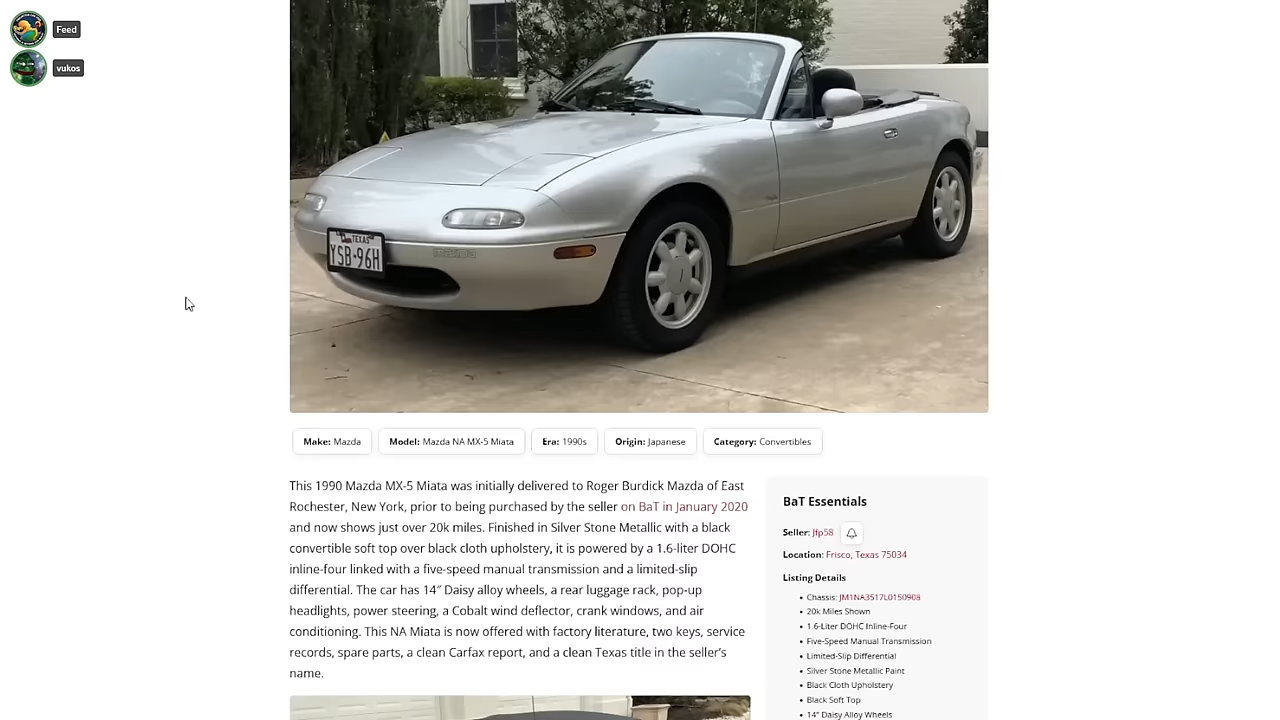 Feed
vukos
TEXAS
YSB·96H
Make: Mazda
Model: Mazda NA MX-5 Miata
Era: 1990s
Origin: Japanese
Category: Convertibles
This 1990 Mazda MX-5 Miata was initially delivered to Roger Burdick Mazda of East
Rochester, New York, prior to being purchased by the seller on BaT in January 2020
and now shows just over 20k miles. Finished in Silver Stone Metallic with a black
convertible soft top over black cloth upholstery, it is powered by a 1.6-liter DOHC
inline-four linked with a five-speed manual transmission and a limited-slip
differential. The car has 14″ Daisy alloy wheels, a rear luggage rack, pop-up
headlights, power steering, a Cobalt wind deflector, crank windows, and air
conditioning. This NA Miata is now offered with factory literature, two keys, service
records, spare parts, a clean Carfax report, and a clean Texas title in the seller’s
name.
BaT Essentials
Seller: Jfp58
Location: Frisco, Texas 75034
Listing Details
• Chassis: JM1NA3517L0150908
• 20k Miles Shown
• 1.6-Liter DOHC Inline-Four
• Five-Speed Manual Transmission
• Limited-Slip Differential
• Silver Stone Metallic Paint
• Black Cloth Upholstery
• Black Soft Top
• 14″ Daisy Alloy Wheels